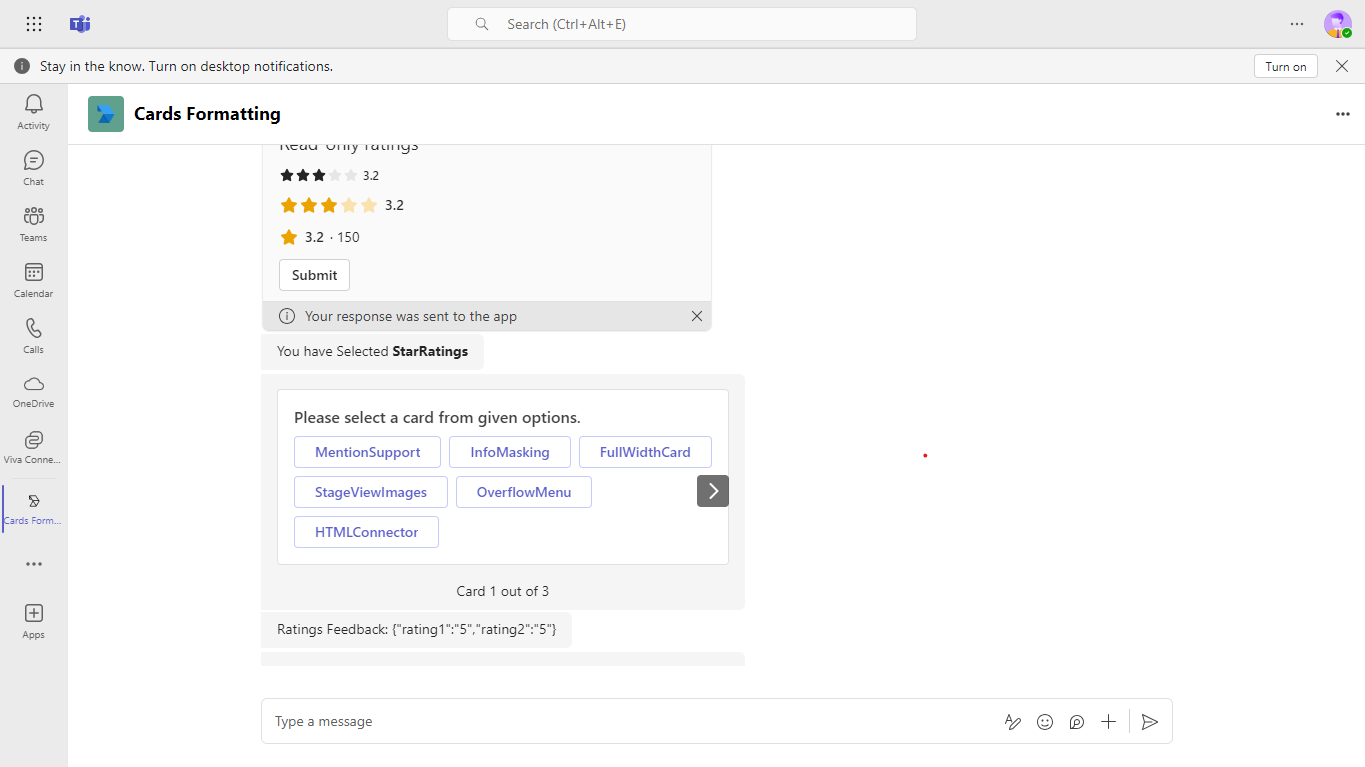 Search (Ctrl+Alt+E)
Stay in the know. Turn on desktop notifications.
Turn on
Activity
Chat
Teams
Calendar
Calls
OneDrive
Viva Conne...
Cards Form...
Apps
Cards Formatting
Read-only ratings
3.2
3.2
3.2 · 150
Submit
Your response was sent to the app
You have Selected StarRatings
Please select a card from given options.
MentionSupport InfoMasking FullWidthCard
StageViewImages OverflowMenu
HTMLConnector
Card 1 out of 3
Ratings Feedback: {"rating1":"5","rating2":"5"}
Type a message